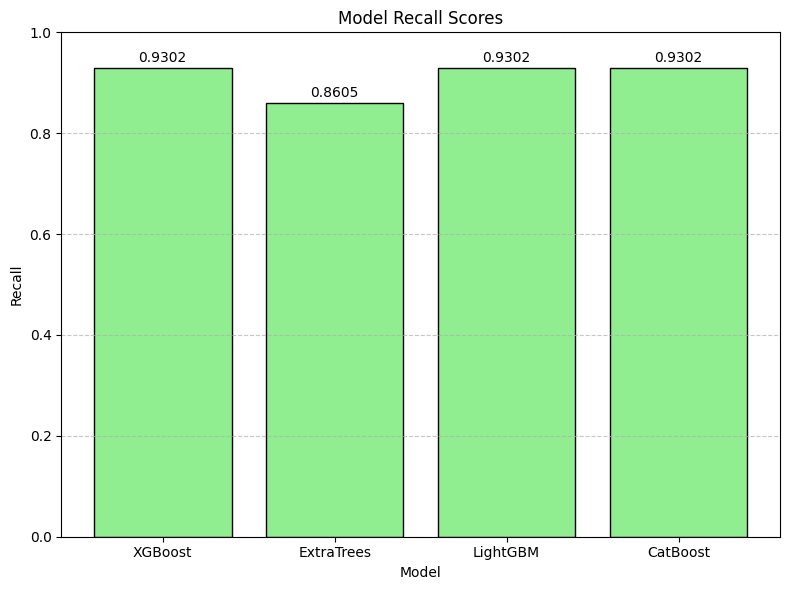 Model Recall Scores
1.0
0.8
0.6
0.4
0.2
0.0
Recall
0.9302
0.8605
0.9302
0.9302
XGBoost
ExtraTrees
LightGBM
CatBoost
Model